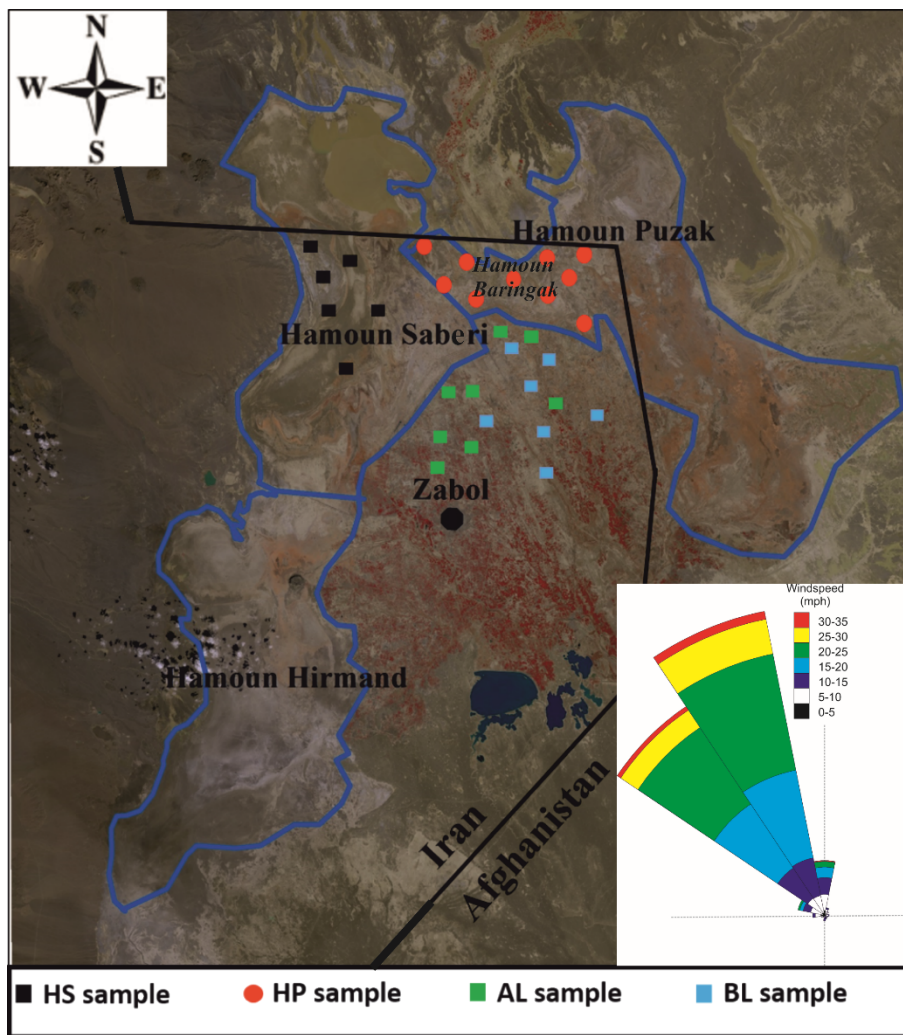 N
W E
S
Hamoun Puzak
Hamoun
Baringak
Hamoun Saberi
Zabol
Hamoun Hirmand
Iran
Afghanistan
Windspeed
(mph)
30-35
25-30
20-25
15-20
10-15
5-10
0-5
HS sample HP sample AL sample BL sample